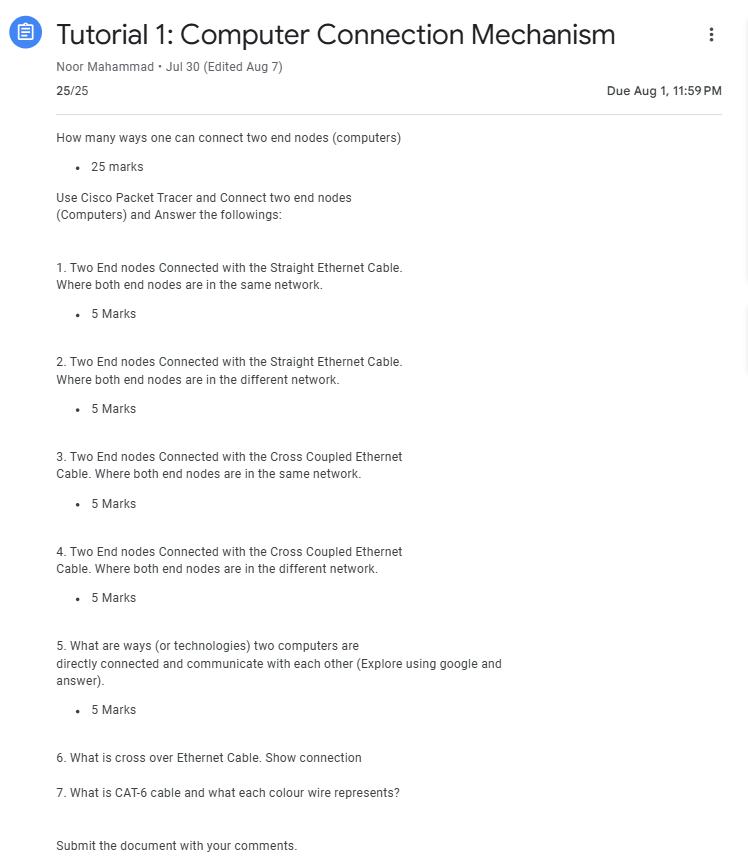 Tutorial 1: Computer Connection Mechanism
Noor Mahammad • Jul 30 (Edited Aug 7)
25/25
Due Aug 1, 11:59 PM
How many ways one can connect two end nodes (computers)
• 25 marks
Use Cisco Packet Tracer and Connect two end nodes
(Computers) and Answer the followings:
1. Two End nodes Connected with the Straight Ethernet Cable.
Where both end nodes are in the same network.
• 5 Marks
2. Two End nodes Connected with the Straight Ethernet Cable.
Where both end nodes are in the different network.
• 5 Marks
3. Two End nodes Connected with the Cross Coupled Ethernet
Cable. Where both end nodes are in the same network.
• 5 Marks
4. Two End nodes Connected with the Cross Coupled Ethernet
Cable. Where both end nodes are in the different network.
• 5 Marks
5. What are ways (or technologies) two computers are
directly connected and communicate with each other (Explore using google and
answer).
• 5 Marks
6. What is cross over Ethernet Cable. Show connection
7. What is CAT-6 cable and what each colour wire represents?
Submit the document with your comments.